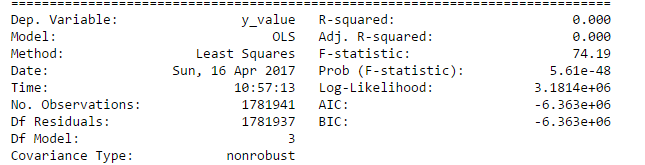 ==============================================================================
Dep. Variable:                y_value   R-squared:                       0.000
Model:                            OLS   Adj. R-squared:                  0.000
Method:                 Least Squares   F-statistic:                     74.19
Date:                Sun, 16 Apr 2017   Prob (F-statistic):           5.61e-48
Time:                        10:57:13   Log-Likelihood:             3.1814e+06
No. Observations:             1781941   AIC:                        -6.363e+06
Df Residuals:                 1781937   BIC:                        -6.363e+06
Df Model:                           3
Covariance Type:            nonrobust